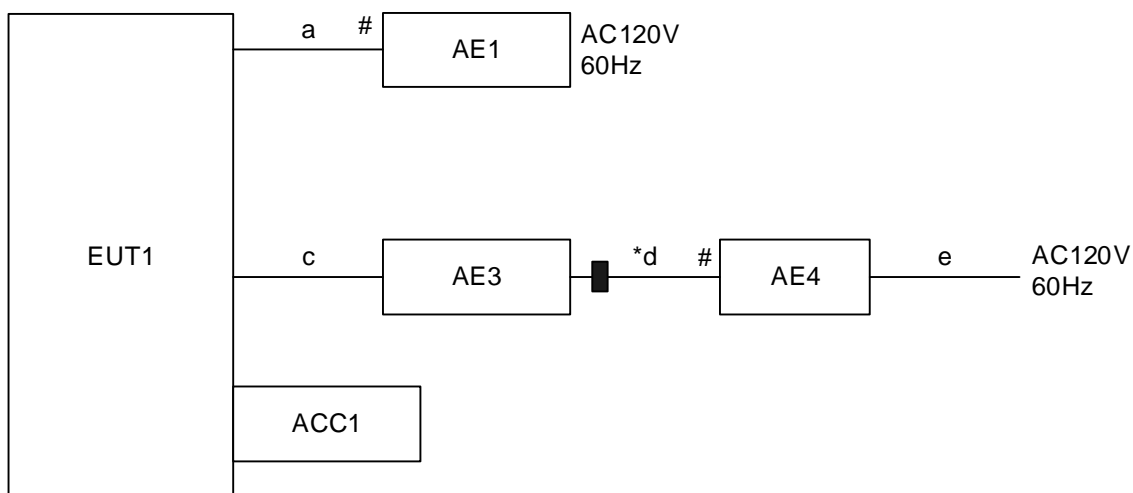 a # AE1 AC120V
60Hz
EUT1 c AE3 *d # AE4 e AC120V
60Hz
ACC1